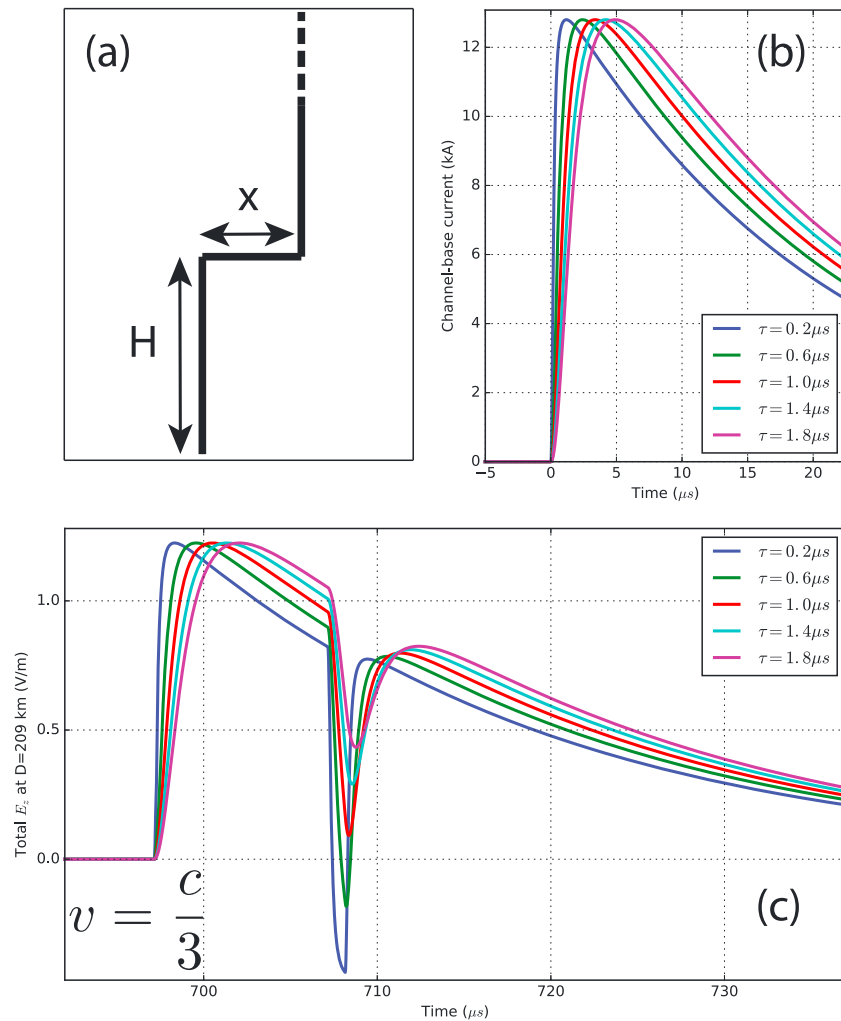 (a)
x
H
(b)
Channel-base current (kA)
12
10
8
6
4
2
0
−5 0 5 10 15 20
Time (μs)
τ = 0.2μs
τ = 0.6μs
τ = 1.0μs
τ = 1.4μs
τ = 1.8μs
Total E_z at D=209 km (V/m)
1.0
0.5
0.0
τ = 0.2μs
τ = 0.6μs
τ = 1.0μs
τ = 1.4μs
τ = 1.8μs
v = c/3
(c)
700 710 720 730
Time (μs)